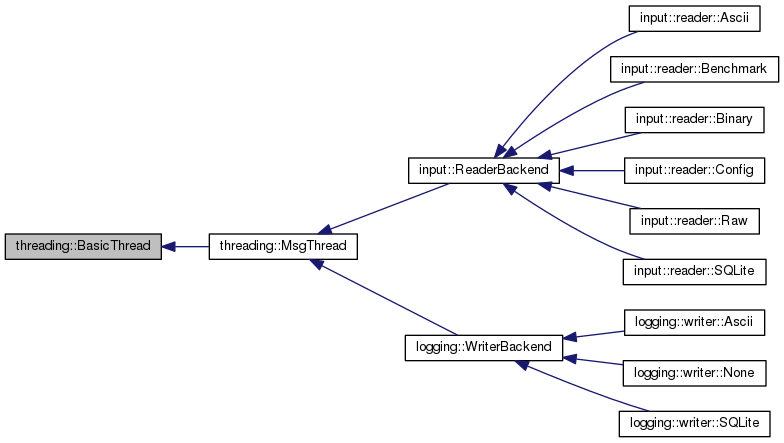 input::reader::Ascii
input::reader::Benchmark
input::reader::Binary
input::ReaderBackend
input::reader::Config
input::reader::Raw
threading::BasicThread
threading::MsgThread
input::reader::SQLite
logging::writer::Ascii
logging::WriterBackend
logging::writer::None
logging::writer::SQLite